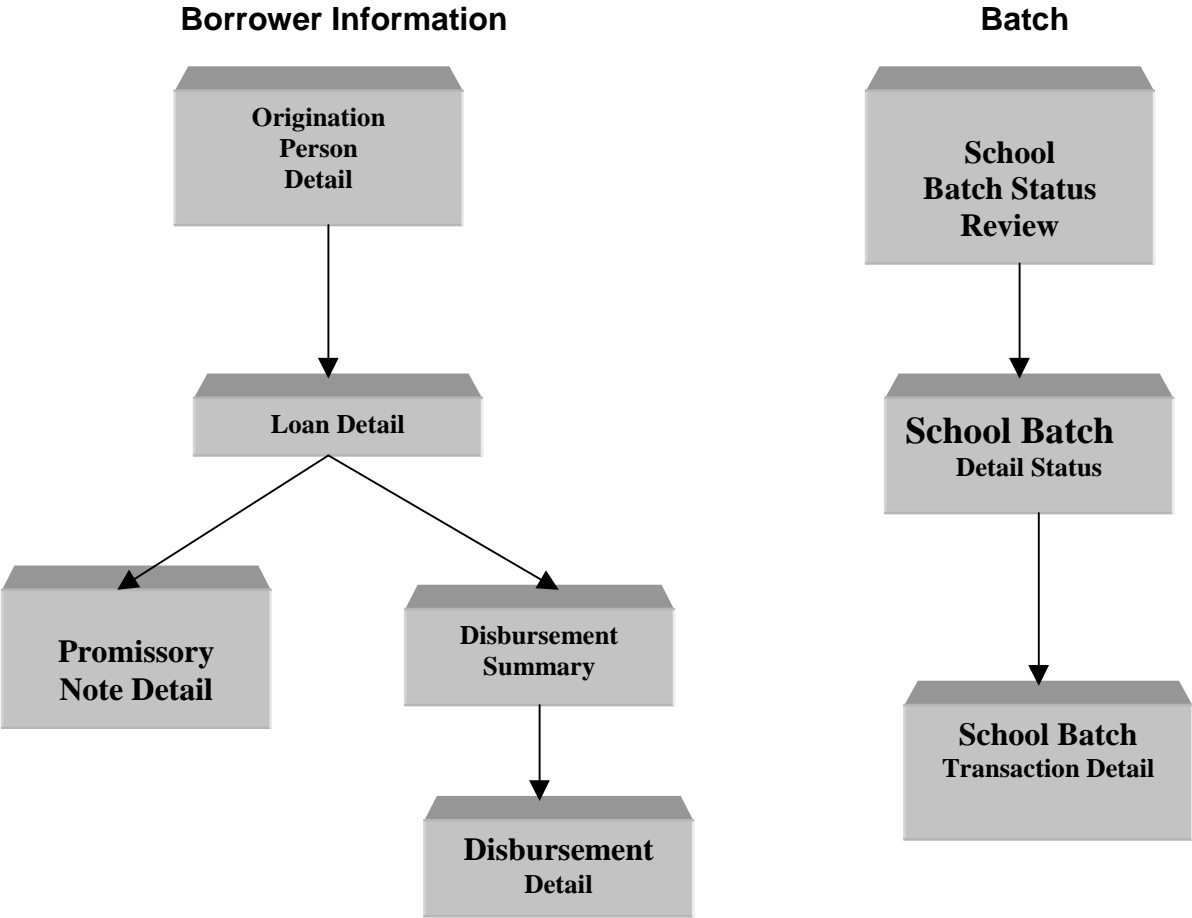 Borrower Information
Origination
Person
Detail
Loan Detail
Promissory
Note Detail
Disbursement
Summary
Disbursement
Detail
Batch
School
Batch Status
Review
School Batch
Detail Status
School Batch
Transaction Detail